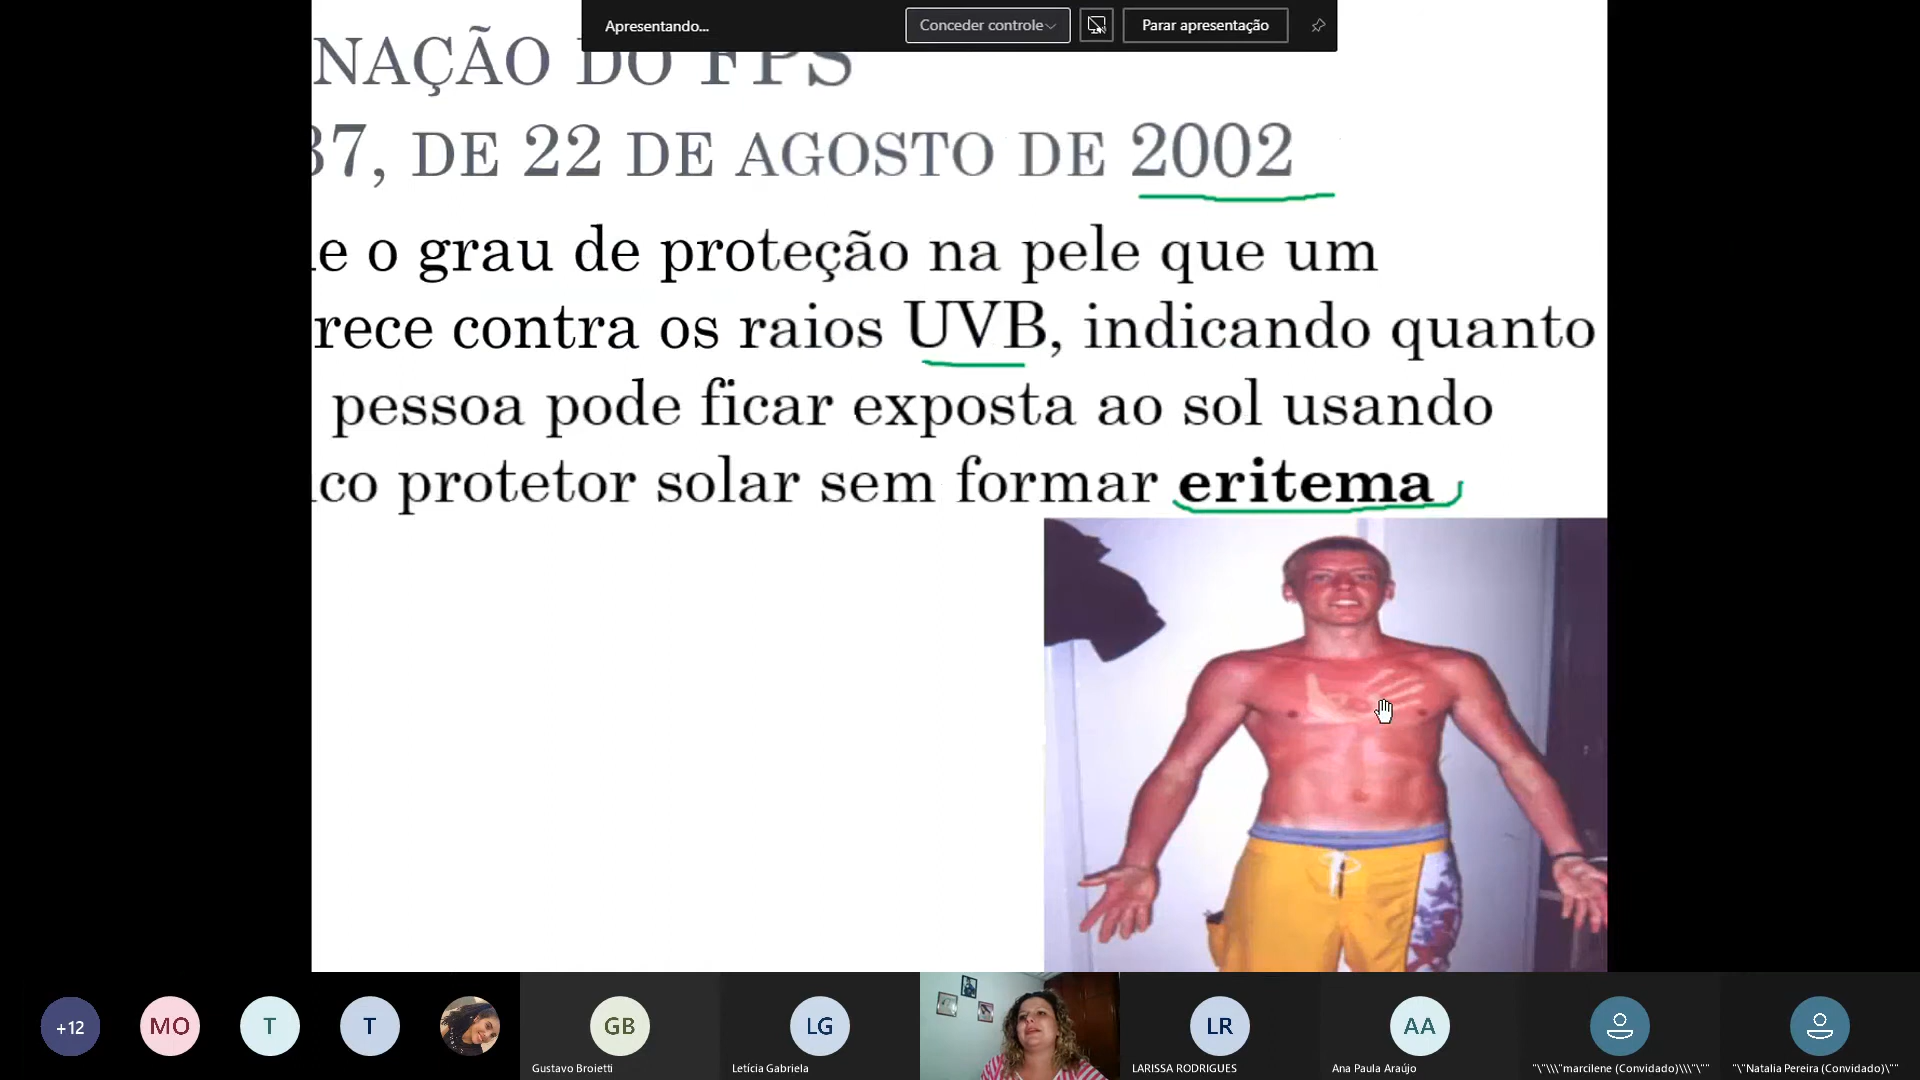 Apresentando...
Conceder controle
Parar apresentação
NAÇÃO DO FPS
37, DE 22 DE AGOSTO DE 2002
e o grau de proteção na pele que um
rece contra os raios UVB, indicando quanto
pessoa pode ficar exposta ao sol usando
co protetor solar sem formar eritema
+12
MO
T
T
GB
LG
LR
AA
Gustavo Broietti
Letícia Gabriela
LARISSA RODRIGUES
Ana Paula Araújo
"\"\\\"marcilene (Convidado)\\\"\""
"\"Natalia Pereira (Convidado)\""